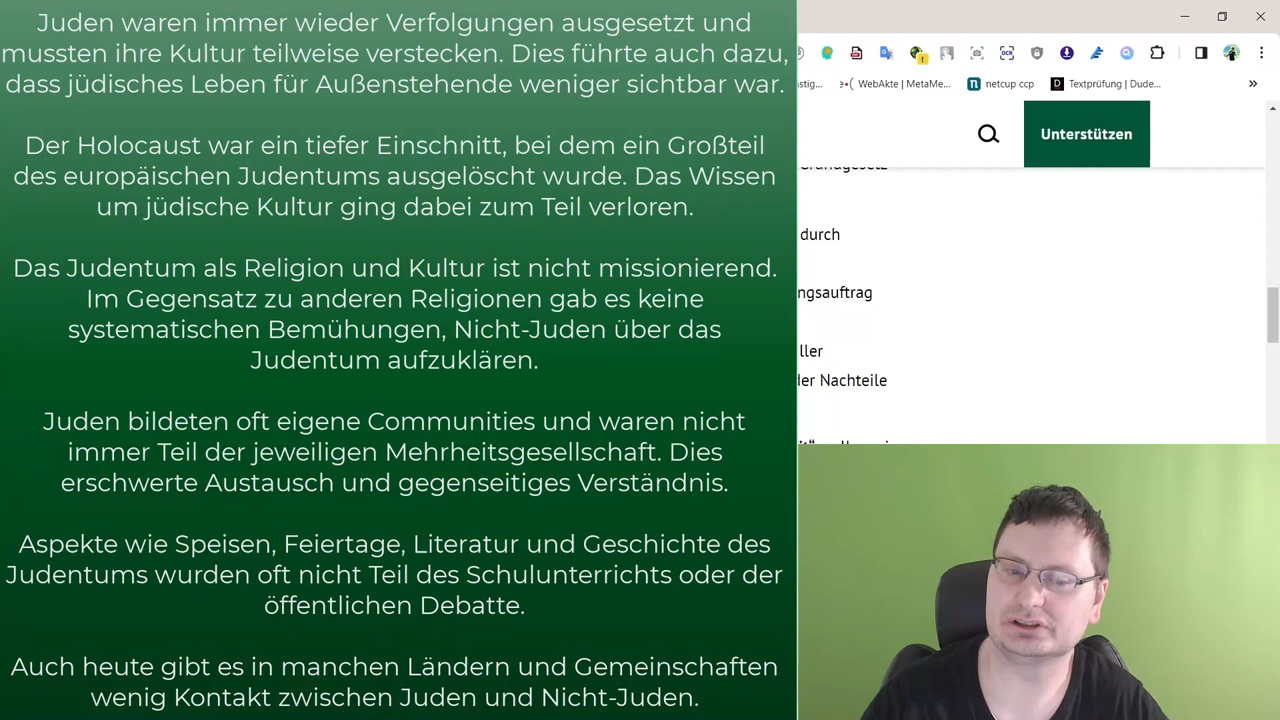 Juden waren immer wieder Verfolgungen ausgesetzt und
mussten ihre Kultur teilweise verstecken. Dies führte auch dazu,
dass jüdisches Leben für Außenstehende weniger sichtbar war.
Der Holocaust war ein tiefer Einschnitt, bei dem ein Großteil
des europäischen Judentums ausgelöscht wurde. Das Wissen
um jüdische Kultur ging dabei zum Teil verloren.
Das Judentum als Religion und Kultur ist nicht missionierend.
Im Gegensatz zu anderen Religionen gab es keine
systematischen Bemühungen, Nicht-Juden über das
Judentum aufzuklären.
Juden bildeten oft eigene Communities und waren nicht
immer Teil der jeweiligen Mehrheitsgesellschaft. Dies
erschwerte Austausch und gegenseitiges Verständnis.
Aspekte wie Speisen, Feiertage, Literatur und Geschichte des
Judentums wurden oft nicht Teil des Schulunterrichts oder der
öffentlichen Debatte.
Auch heute gibt es in manchen Ländern und Gemeinschaften
wenig Kontakt zwischen Juden und Nicht-Juden.
nstig... WebAkte | MetaMe... netcup ccp Textprüfung | Dude...
Unterstützen
Grundgesetz
durch
ngsauftrag
ller
der Nachteile